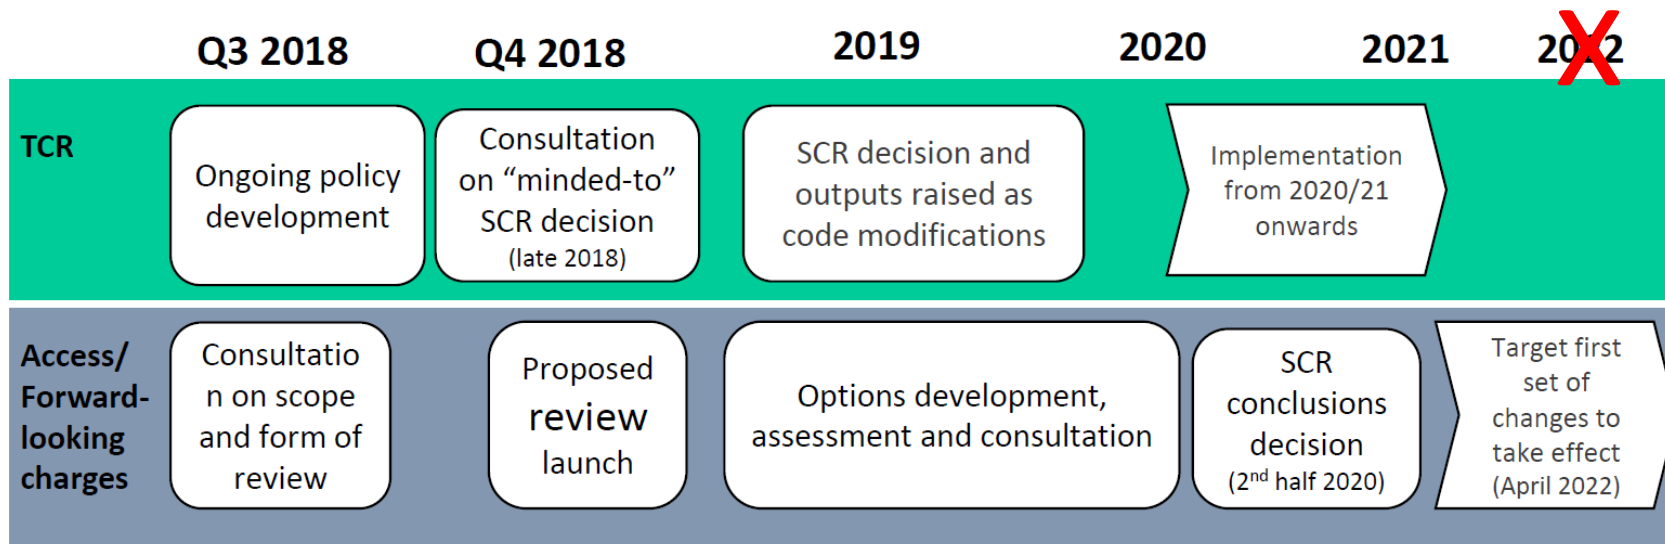 Q3 2018
Q4 2018
2019
2020
2021
2022
TCR
Ongoing policy
development
Consultation
on “minded-to”
SCR decision
(late 2018)
SCR decision and
outputs raised as
code modifications
Implementation
from 2020/21
onwards
Access/
Forward-
looking
charges
Consultatio
n on scope
and form of
review
Proposed
review
launch
Options development,
assessment and consultation
SCR
conclusions
decision
(2nd half 2020)
Target first
set of
changes to
take effect
(April 2022)